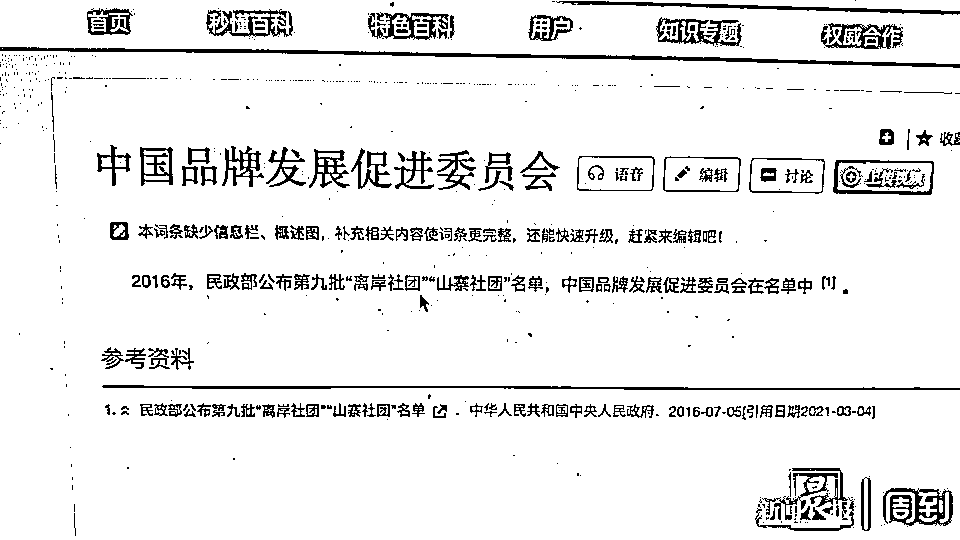 首页 秒懂百科 特色百科 用户 知识专题 权威合作
收藏
中国品牌发展促进委员会 语音 编辑 讨论 上传视频
本词条缺少信息栏、概述图，补充相关内容使词条更完整，还能快速升级，赶紧来编辑吧！
2016年，民政部公布第九批“离岸社团”“山寨社团”名单，中国品牌发展促进委员会在名单中 [1] 。
参考资料
1. 民政部公布第九批“离岸社团”“山寨社团”名单 ．中华人民共和国中央人民政府．2016-07-05[引用日期2021-03-04]
新闻晨报 | 周到